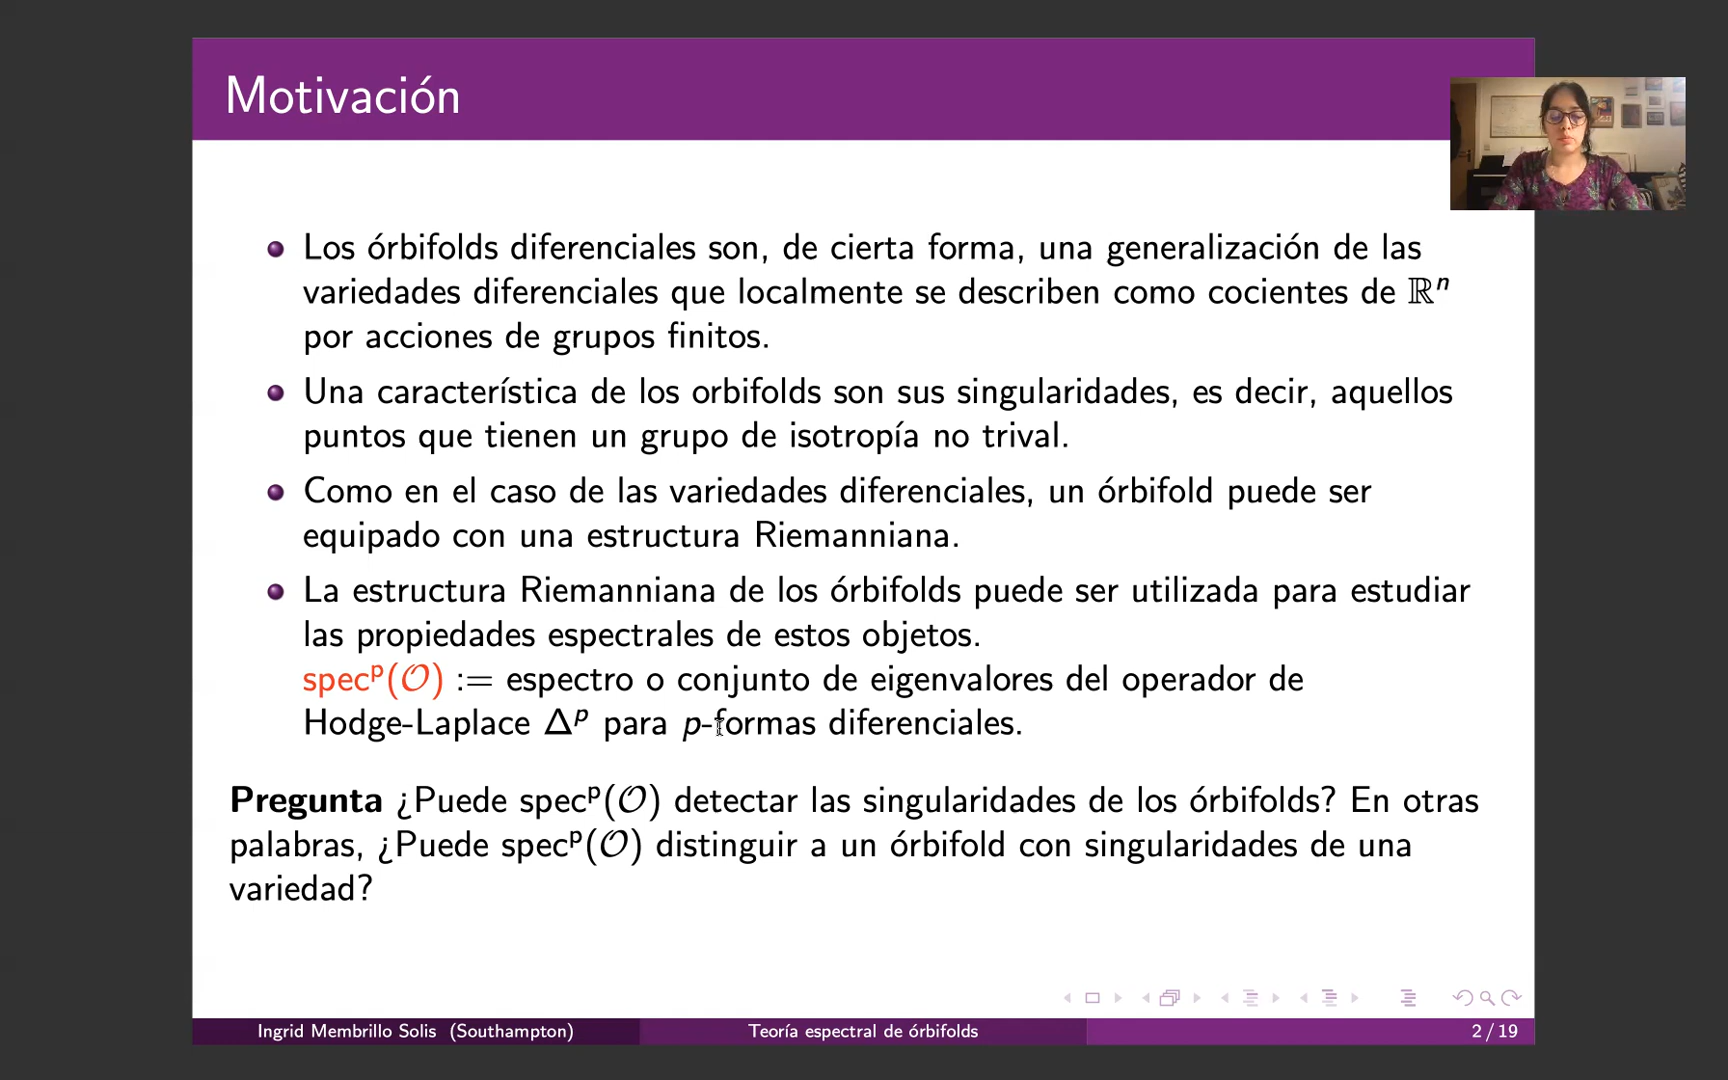 Motivación
Los órbifolds diferenciales son, de cierta forma, una generalización de las
variedades diferenciales que localmente se describen como cocientes de ℝⁿ
por acciones de grupos finitos.
Una característica de los orbifolds son sus singularidades, es decir, aquellos
puntos que tienen un grupo de isotropía no trival.
Como en el caso de las variedades diferenciales, un órbifold puede ser
equipado con una estructura Riemanniana.
La estructura Riemanniana de los órbifolds puede ser utilizada para estudiar
las propiedades espectrales de estos objetos.
specᵖ(𝒪) := espectro o conjunto de eigenvalores del operador de
Hodge-Laplace Δᵖ para p-formas diferenciales.
Pregunta ¿Puede specᵖ(𝒪) detectar las singularidades de los órbifolds? En otras
palabras, ¿Puede specᵖ(𝒪) distinguir a un órbifold con singularidades de una
variedad?
Ingrid Membrillo Solis (Southampton)
Teoría espectral de órbifolds
2 / 19